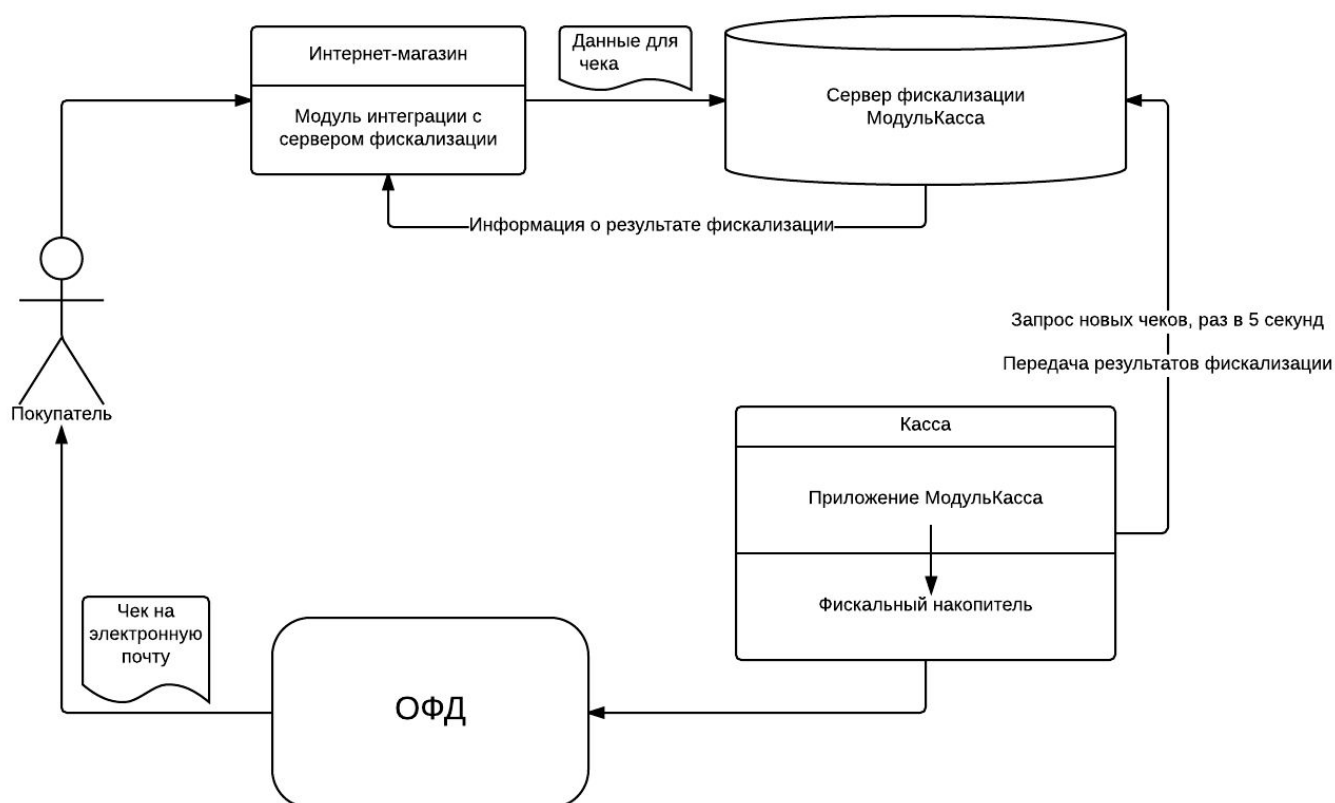 Интернет-магазин
Модуль интеграции с
сервером фискализации
Данные для
чека
Сервер фискализации
МодульКасса
Информация о результате фискализации
Запрос новых чеков, раз в 5 секунд
Передача результатов фискализации
Покупатель
Касса
Приложение МодульКасса
Фискальный накопитель
Чек на
электронную
почту
ОФД